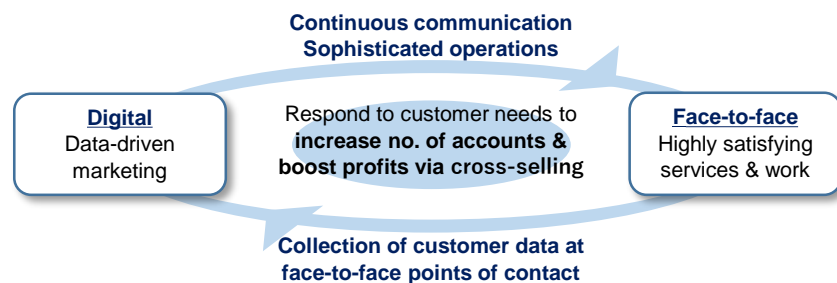 Continuous communication
Sophisticated operations
Digital
Data-driven
marketing
Respond to customer needs to
increase no. of accounts &
boost profits via cross-selling
Face-to-face
Highly satisfying
services & work
Collection of customer data at
face-to-face points of contact